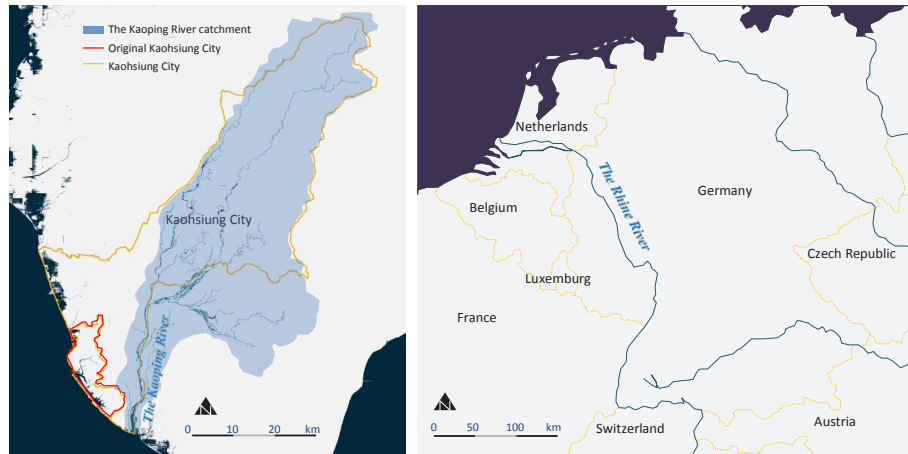 The Kaoping River catchment
Original Kaohsiung City
Kaohsiung City
Kaohsiung City
The Kaoping River
N
0 10 20 km
Netherlands
The Rhine River
Germany
Belgium
Czech Republic
Luxemburg
France
N
0 50 100 km
Switzerland
Austria